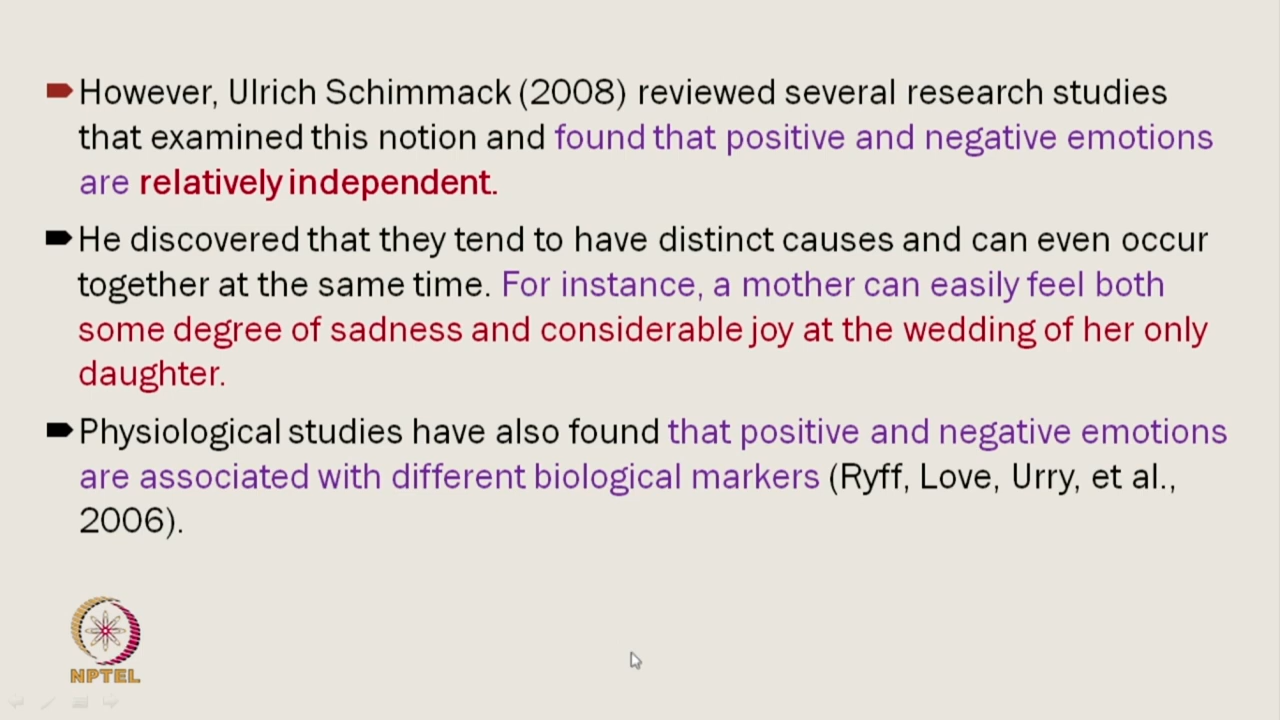 However, Ulrich Schimmack (2008) reviewed several research studies
that examined this notion and found that positive and negative emotions
are relatively independent.
He discovered that they tend to have distinct causes and can even occur
together at the same time. For instance, a mother can easily feel both
some degree of sadness and considerable joy at the wedding of her only
daughter.
Physiological studies have also found that positive and negative emotions
are associated with different biological markers (Ryff, Love, Urry, et al.,
2006).
NPTEL